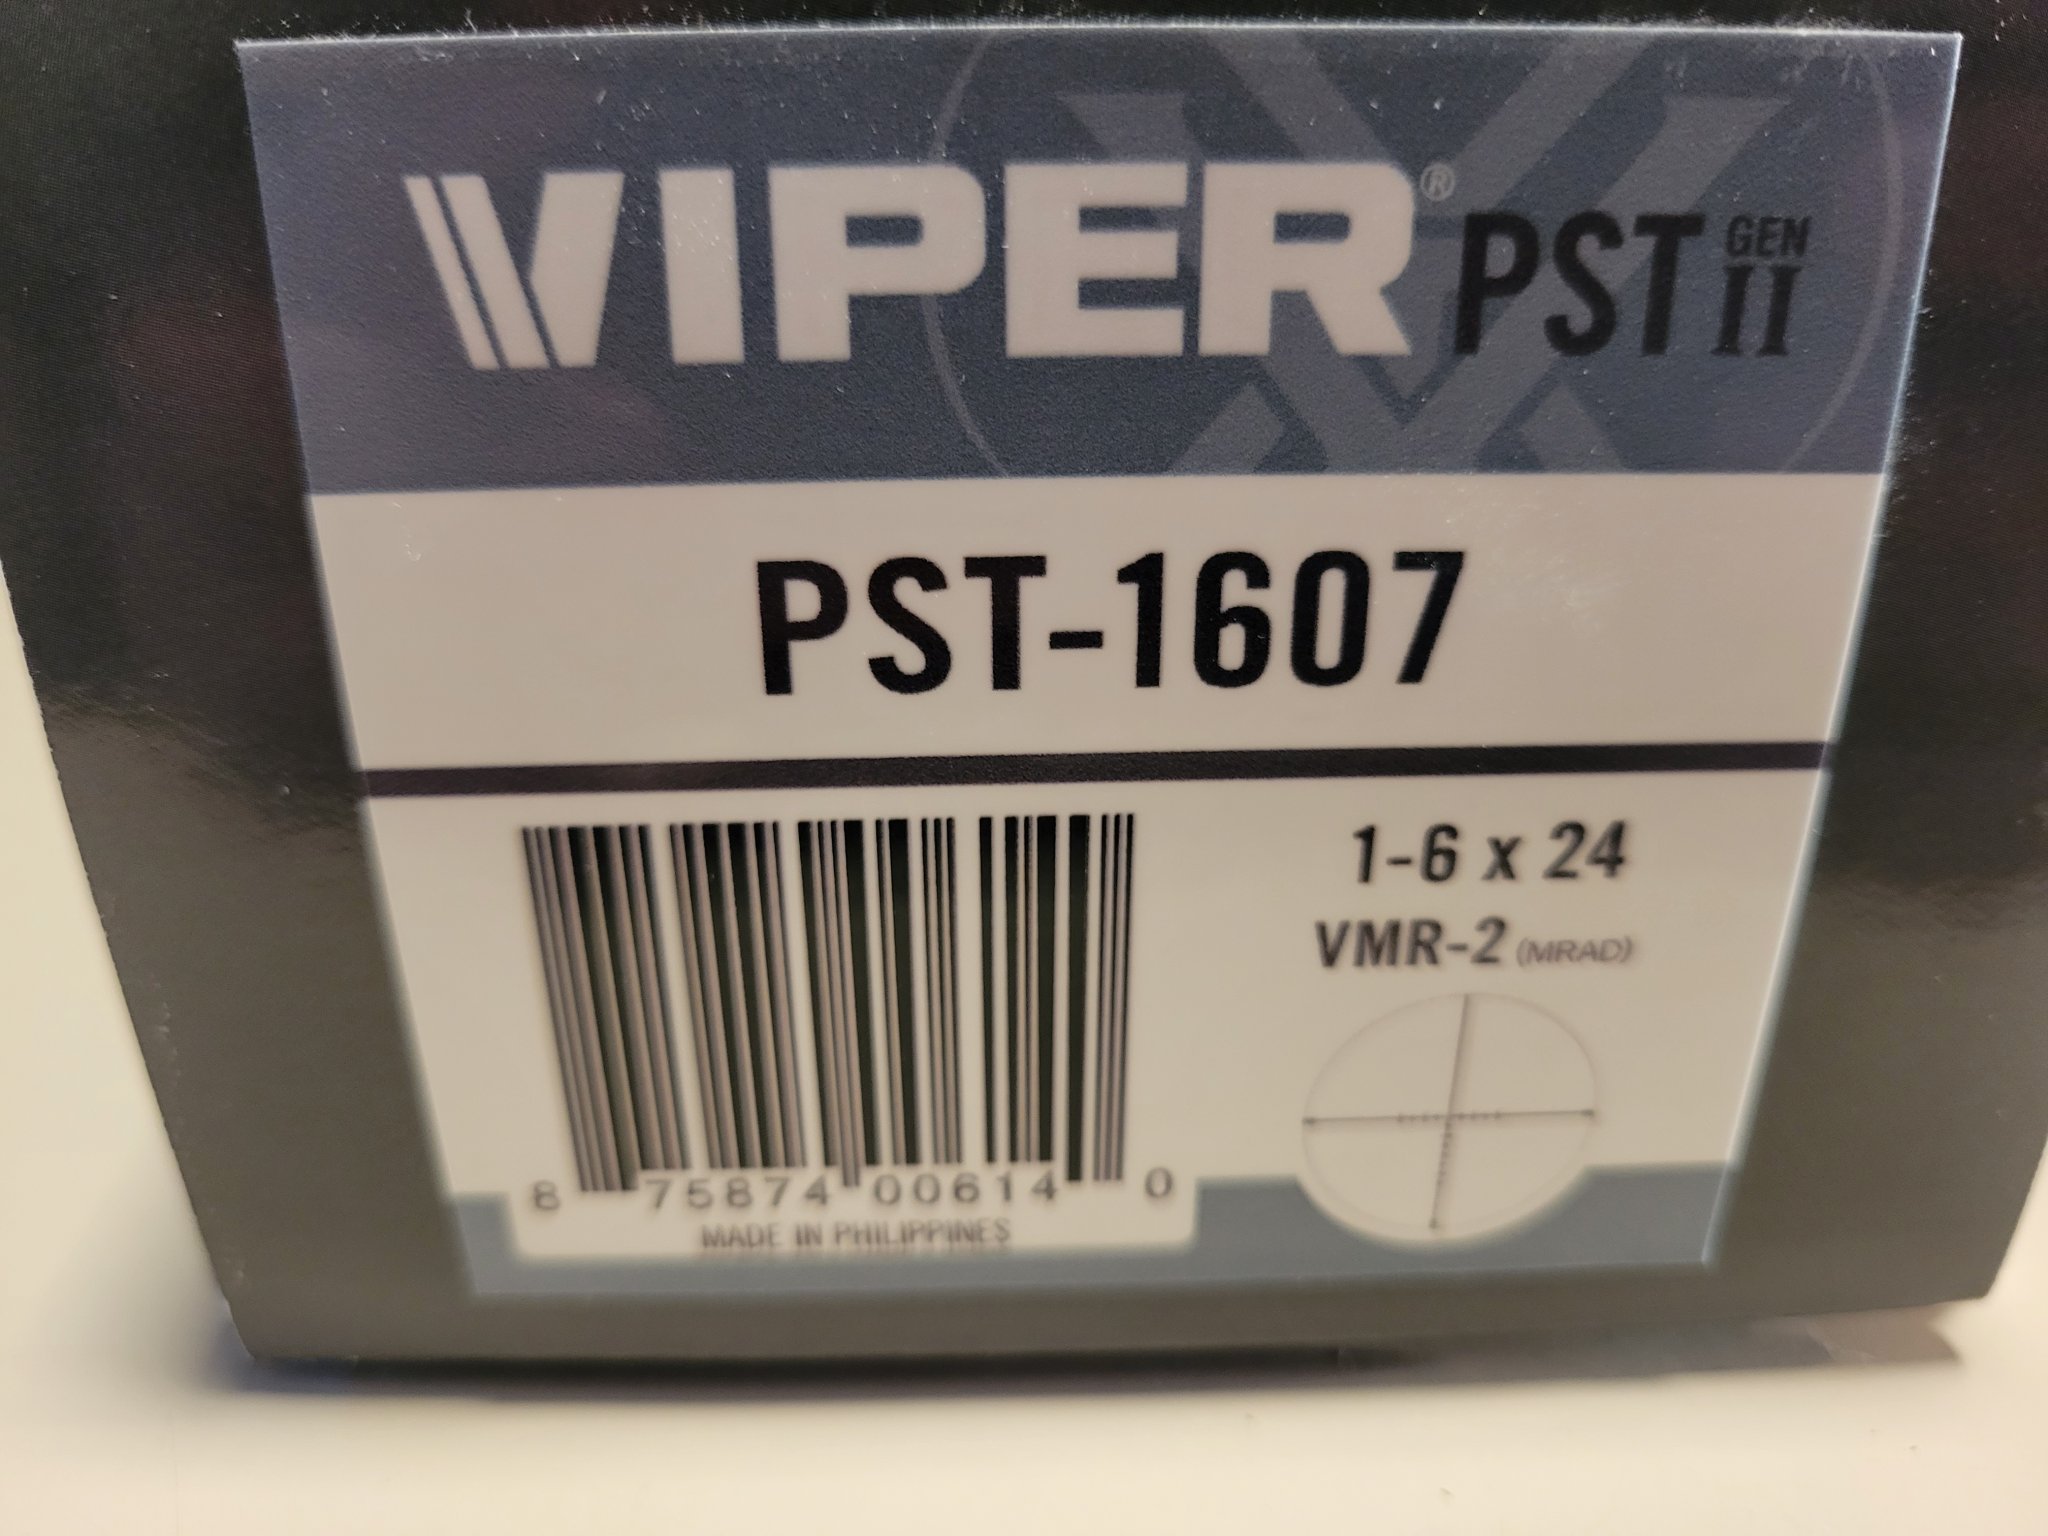 VIPER® PST GEN II
PST-1607
1-6 x 24
VMR-2 (MRAD)
8 75874 00614 0
MADE IN PHILIPPINES